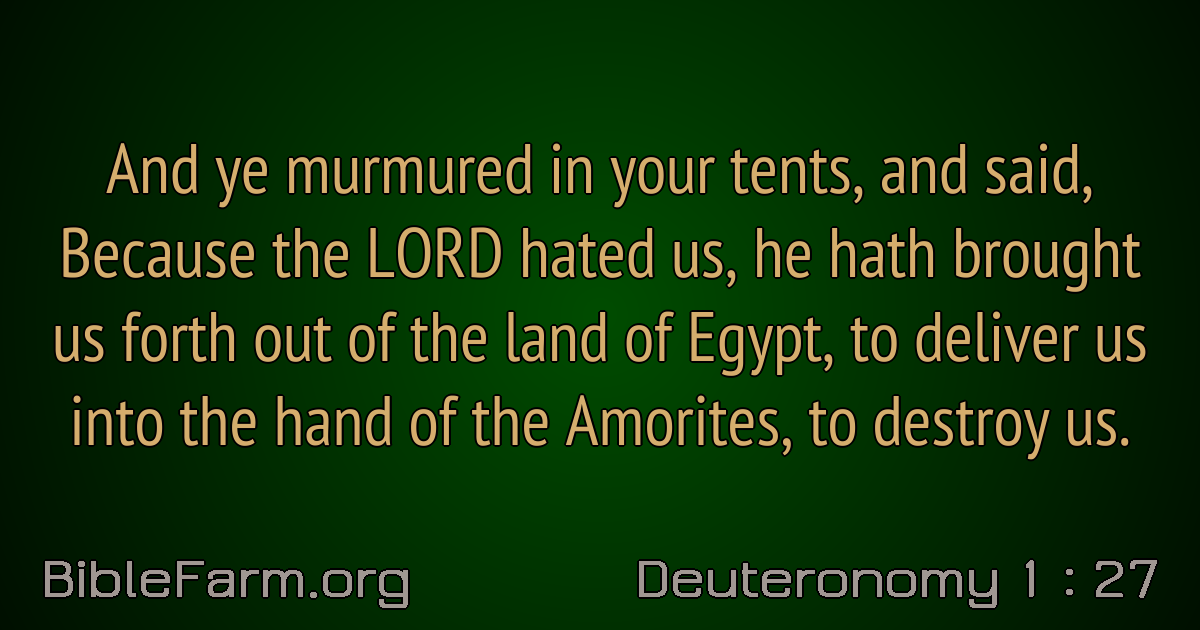 And ye murmured in your tents, and said,
Because the LORD hated us, he hath brought
us forth out of the land of Egypt, to deliver us
into the hand of the Amorites, to destroy us.
BibleFarm.org
Deuteronomy 1 : 27